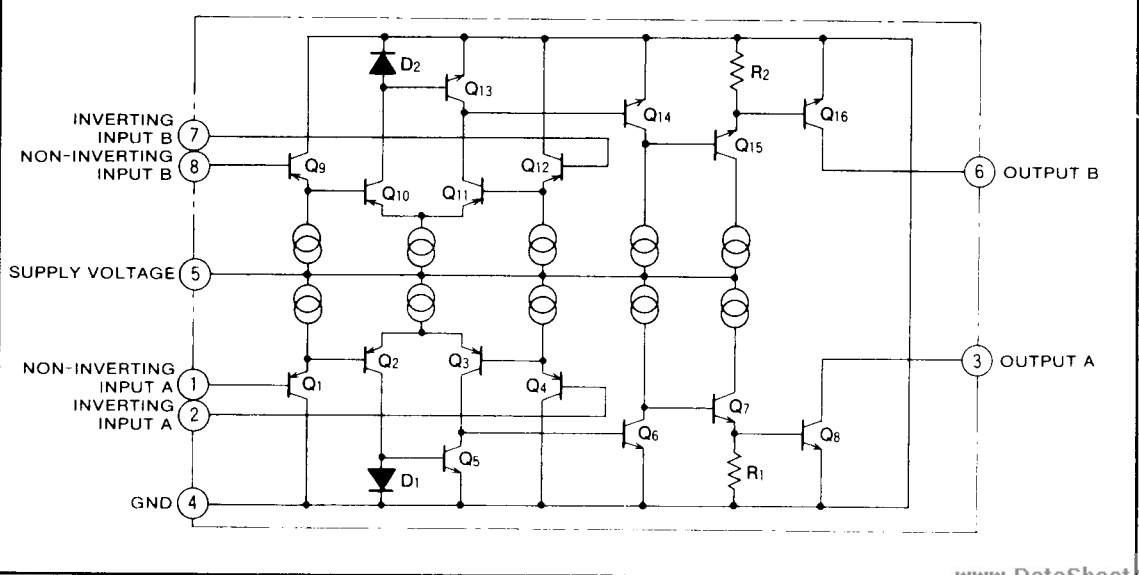 D2
Q13
R2
Q14
Q16
INVERTING
INPUT B
7
NON-INVERTING
INPUT B
8
Q9
Q10
Q11
Q12
Q15
6
OUTPUT B
SUPPLY VOLTAGE
5
NON-INVERTING
INPUT A
1
INVERTING
INPUT A
2
Q1
Q2
Q3
Q4
3
OUTPUT A
Q5
Q6
Q7
Q8
D1
R1
GND
4
www.DataSheet